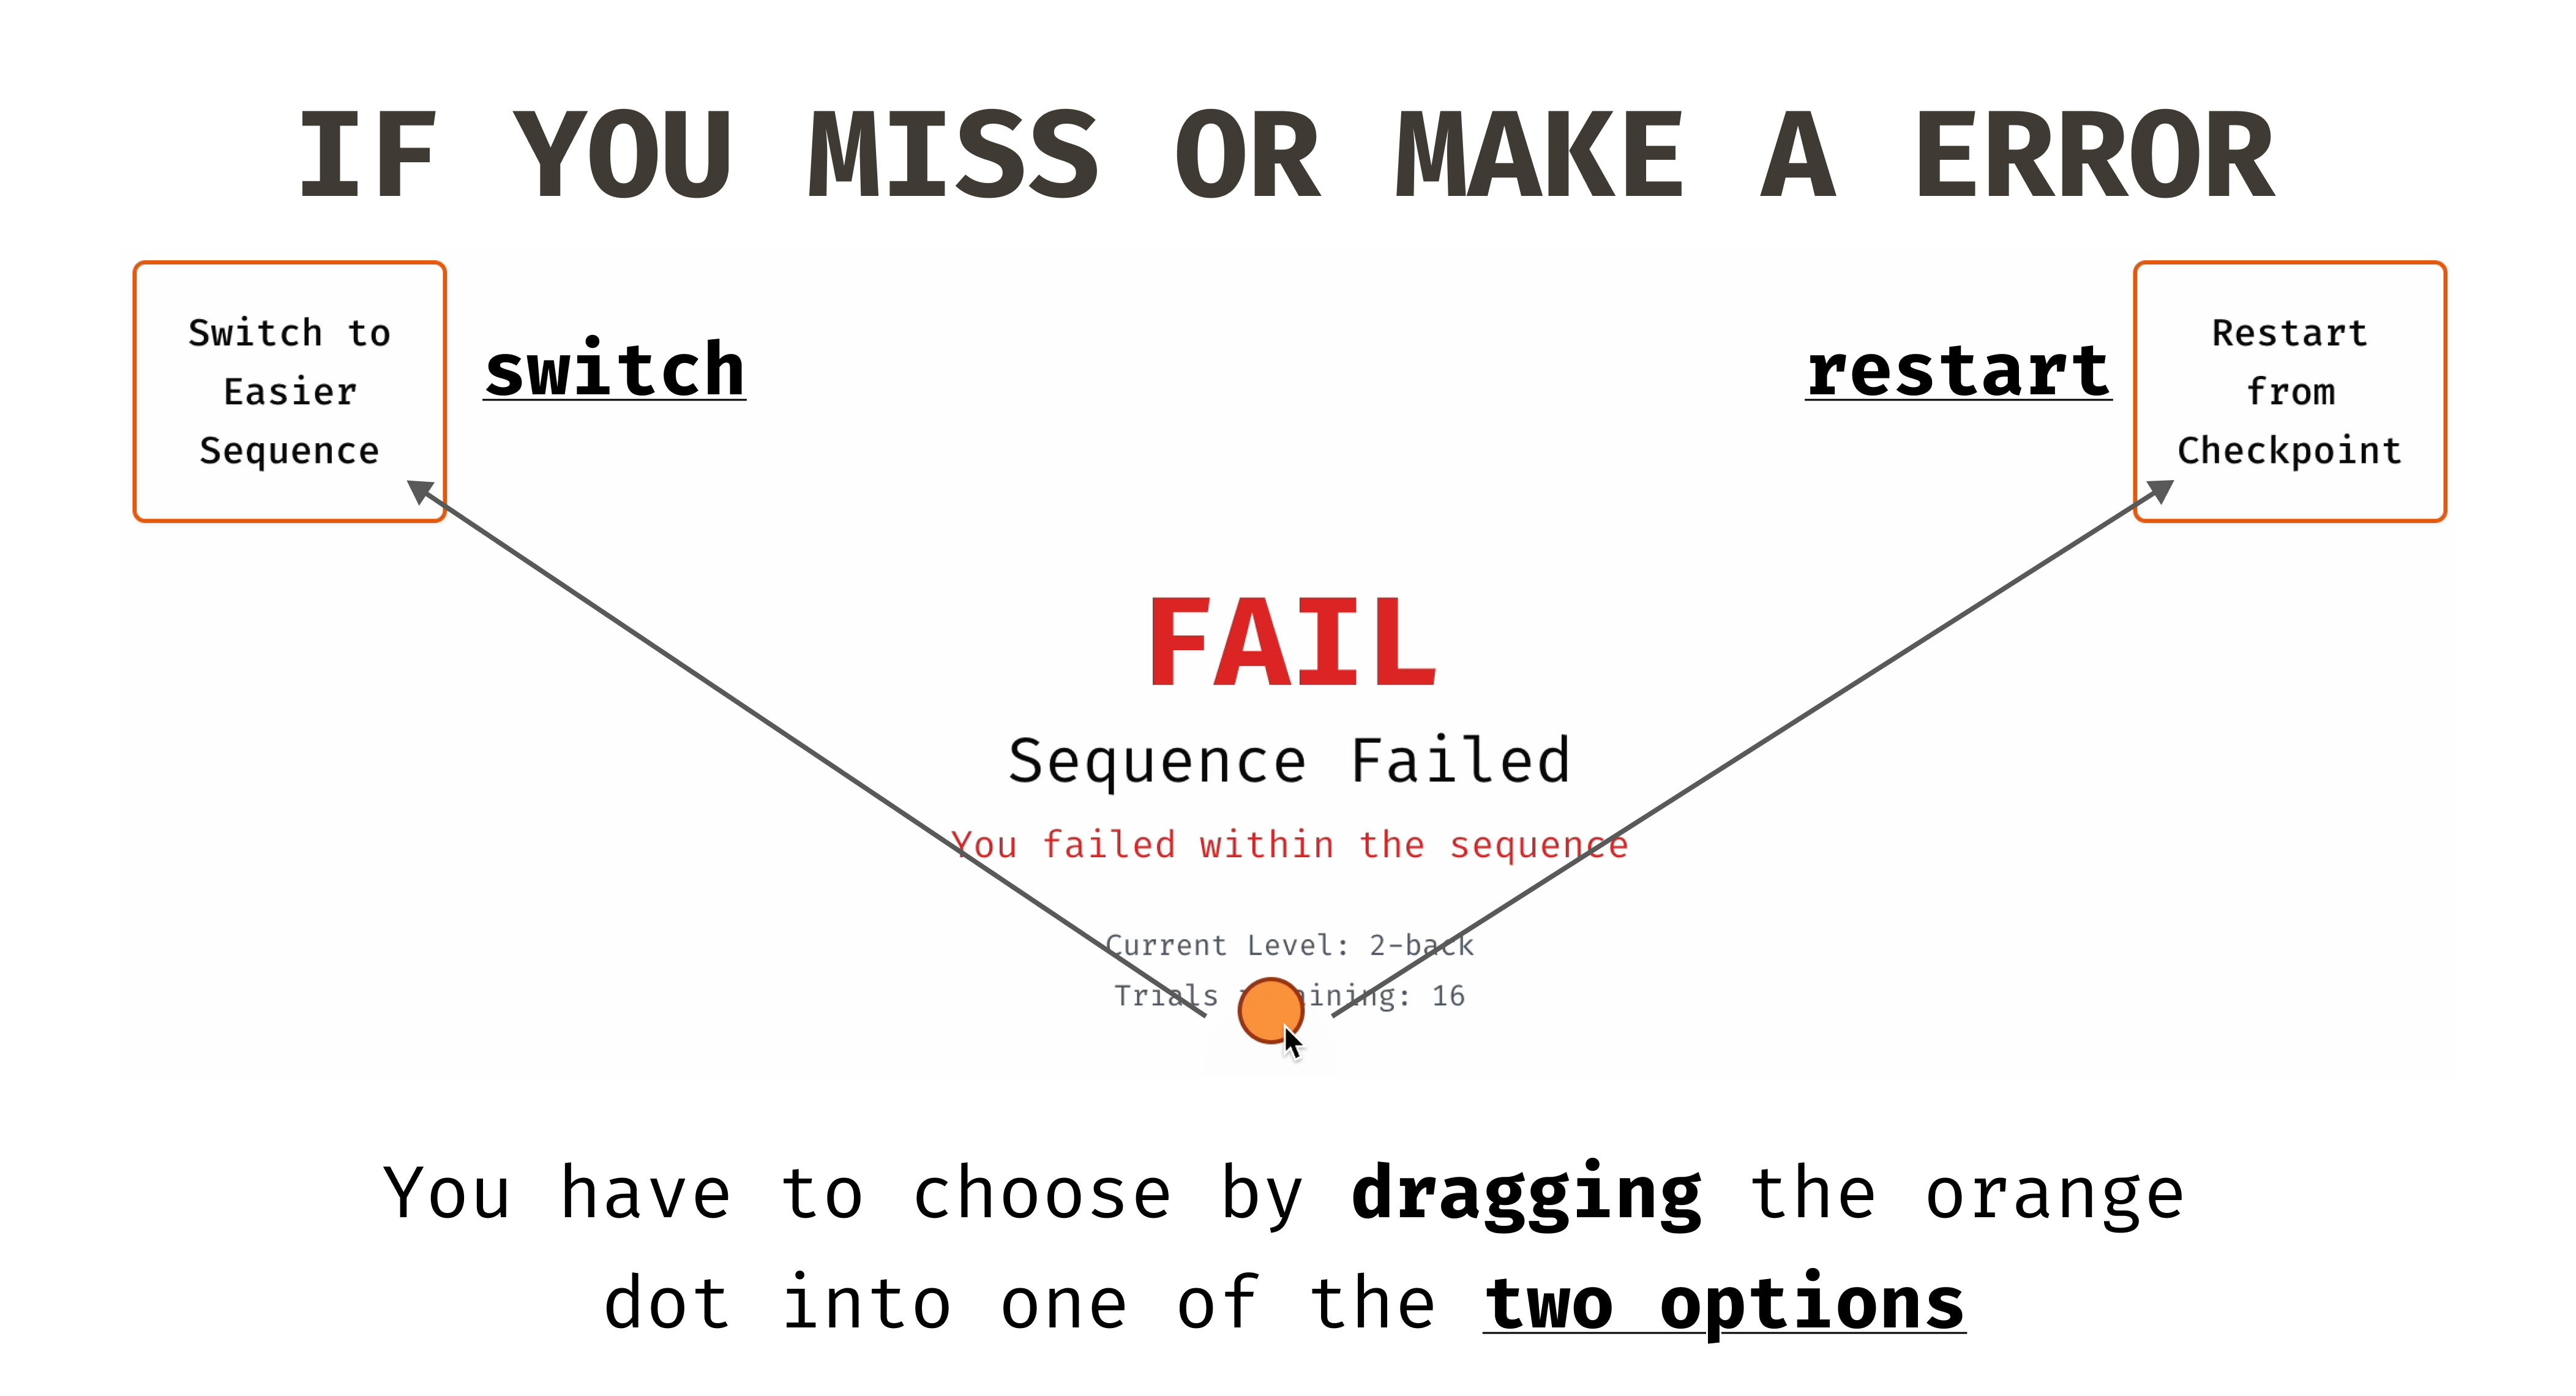 IF YOU MISS OR MAKE A ERROR
Switch to
Easier
Sequence
switch
restart
Restart
from
Checkpoint
FAIL
Sequence Failed
You failed within the sequence
Current Level: 2-back
Trials 16
You have to choose by dragging the orange
dot into one of the two options